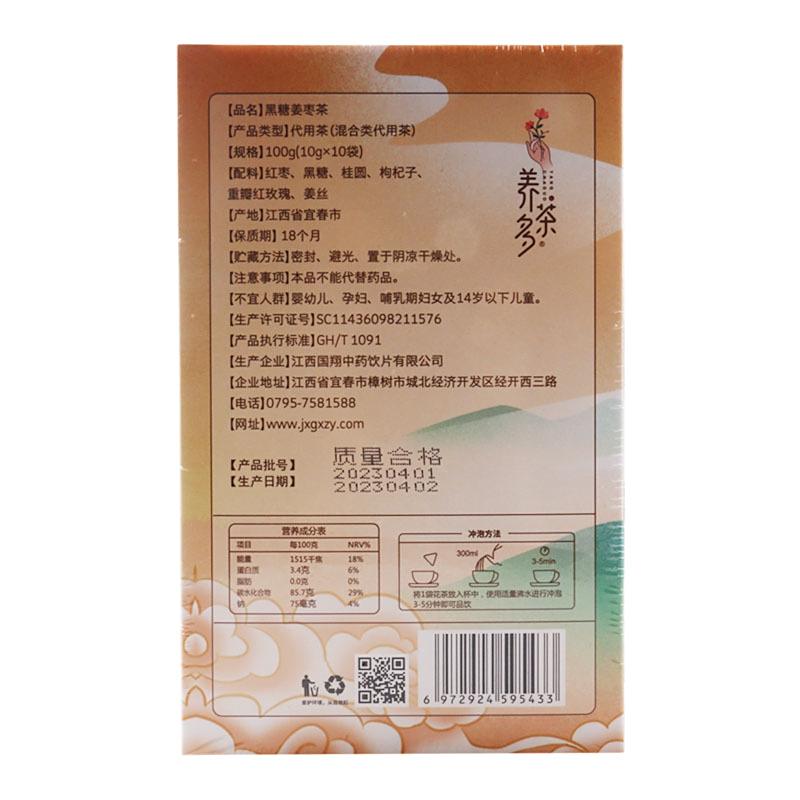 【品名】黑糖姜枣茶
【产品类型】代用茶(混合类代用茶)
【规格】100g(10g×10袋)
【配料】红枣、黑糖、桂圆、枸杞子、
重瓣红玫瑰、姜丝
【产地】江西省宜春市
【保质期】18个月
【贮藏方法】密封、避光、置于阴凉干燥处。
【注意事项】本品不能代替药品。
【不宜人群】婴幼儿、孕妇、哺乳期妇女及14岁以下儿童。
【生产许可证号】SC11436098211576
【产品执行标准】GH/T 1091
【生产企业】江西国翔中药饮片有限公司
【企业地址】江西省宜春市樟树市城北经济开发区经开西三路
【电话】0795-7581588
【网址】www.jxgxzy.com
养多茶
质量合格
【产品批号】 20230401
【生产日期】 20230402
营养成分表
项目 每100克 NRV%
能量 1515千焦 18%
蛋白质 3.4克 6%
脂肪 0.0克 0%
碳水化合物 85.7克 29%
钠 75毫克 4%
冲泡方法
300ml
3-5min
将1袋花茶放入杯中，使用适量沸水进行冲泡
3-5分钟即可品饮
6 972924 595433